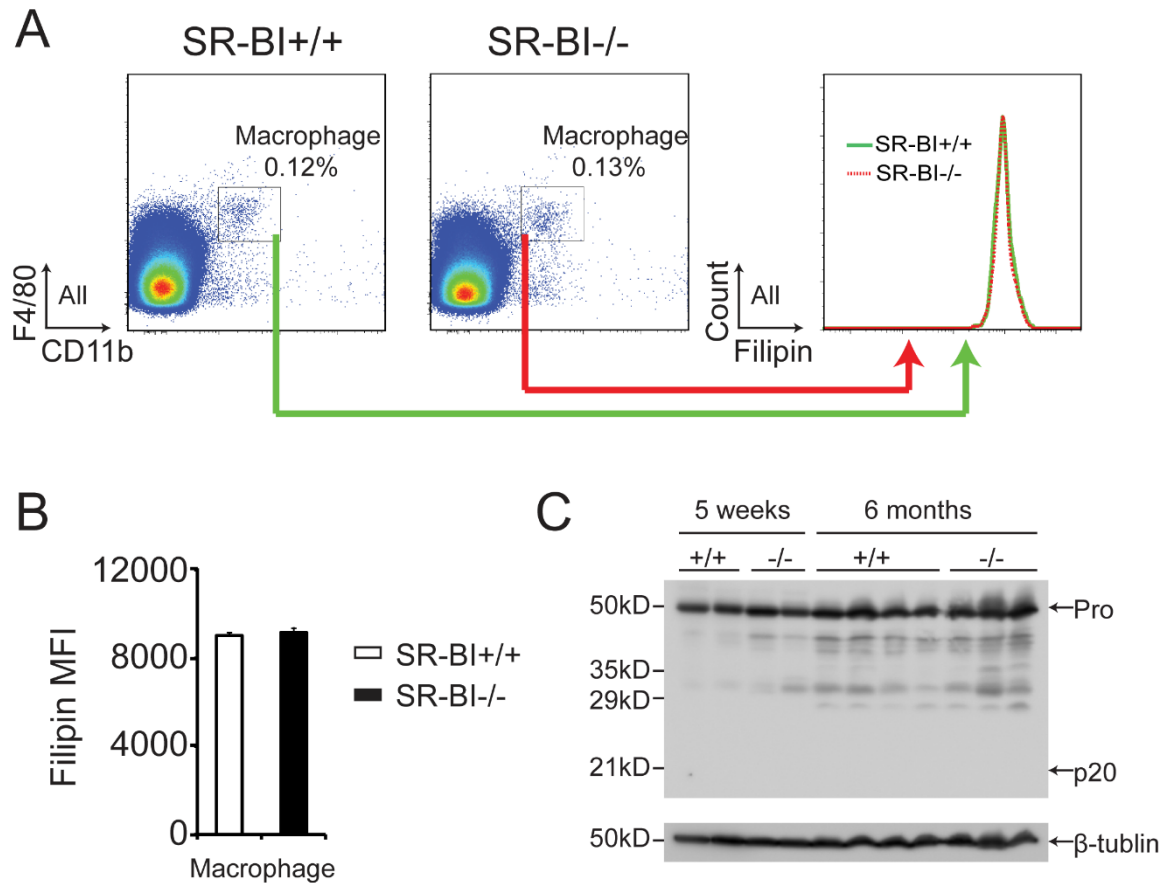 A
SR-BI+/+
SR-BI-/-
Macrophage
0.12%
Macrophage
0.13%
F4/80
All
CD11b
SR-BI+/+
SR-BI-/-
Count
All
Filipin
B
Filipin MFI
12000
8000
4000
0
Macrophage
SR-BI+/+
SR-BI-/-
C
5 weeks 6 months
+/+ -/- +/+ -/-
50kD
35kD
29kD
21kD
Pro
p20
50kD
β-tublin